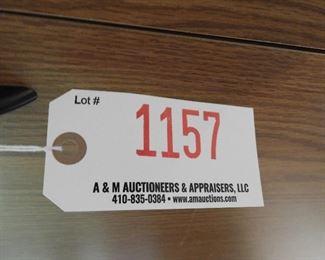 Lot #
1157
A & M AUCTIONEERS & APPRAISERS, LLC
410-835-0384 • www.amauctions.com